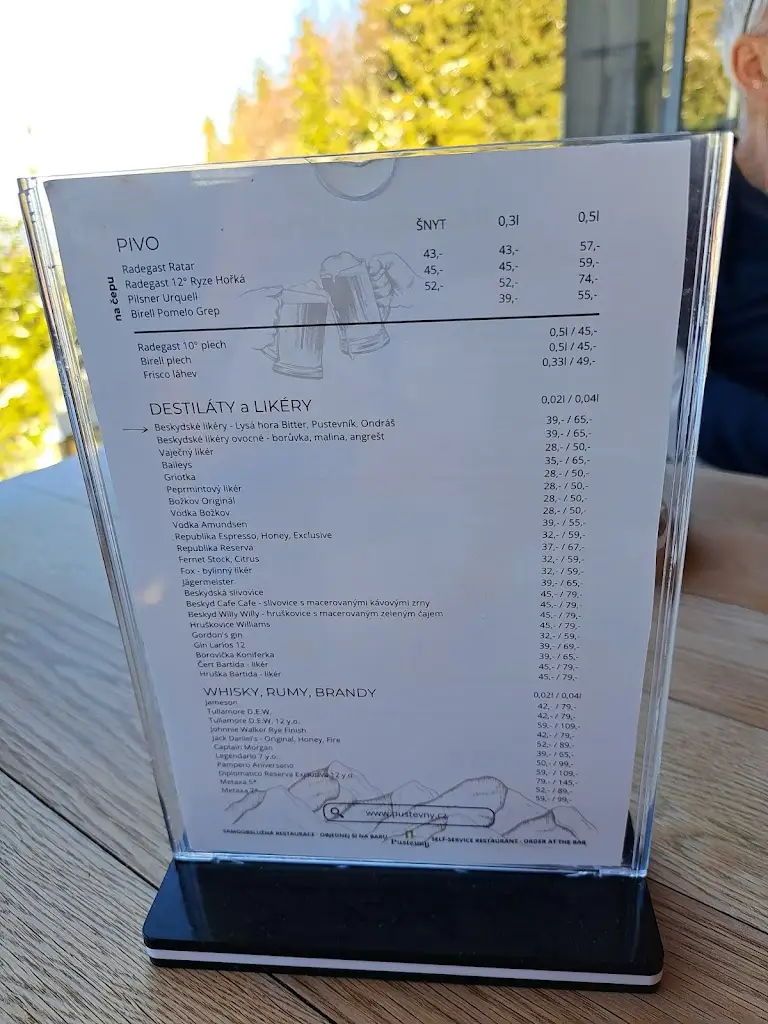 PIVO ŠNYT 0,3l 0,5l
na čepu
Radegast Ratar 43,- 43,- 57,-
Radegast 12° Ryze Hořká 45,- 45,- 59,-
Pilsner Urquell 52,- 52,- 74,-
Birell Pomelo Grep 39,- 55,-
Radegast 10° plech 0,5l / 45,-
Birell plech 0,5l / 45,-
Frisco láhev 0,33l / 49,-
DESTILÁTY a LIKÉRY 0,02l / 0,04l
Beskydské likéry - Lysá hora Bitter, Pustevník, Ondráš 39,- / 65,-
Beskydské likéry ovocné - borůvka, malina, angrešt 39,- / 65,-
Vaječný likér 28,- / 50,-
Baileys 35,- / 65,-
Griotka 28,- / 50,-
Peprmintový likér 28,- / 50,-
Božkov Originál 28,- / 50,-
Vodka Božkov 28,- / 50,-
Vodka Amundsen 39,- / 55,-
Republika Espresso, Honey, Exclusive 32,- / 59,-
Republika Reserva 37,- / 67,-
Fernet Stock, Citrus 32,- / 59,-
Fox - bylinný likér 32,- / 59,-
Jägermeister 39,- / 65,-
Beskydská slivovice 45,- / 79,-
Beskyd Cafe Cafe - slivovice s macerovanými kávovými zrny 45,- / 79,-
Beskyd Willy Willy - hruškovice s macerovaným zeleným čajem 45,- / 79,-
Hruškovice Williams 45,- / 79,-
Gordon's gin 32,- / 59,-
Gin Larios 12 39,- / 69,-
Borovička Koniferka 39,- / 65,-
Čert Bartida - likér 45,- / 79,-
Hruška Bartida - likér 45,- / 79,-
WHISKY, RUMY, BRANDY 0,02l / 0,04l
Jameson 42,- / 79,-
Tullamore D.E.W. 42,- / 79,-
Tullamore D.E.W. 12 y.o. 59,- / 109,-
Johnnie Walker Rye Finish 42,- / 79,-
Jack Daniel's - Original, Honey, Fire 52,- / 89,-
Captain Morgan 39,- / 65,-
Legendario 7 y.o. 50,- / 99,-
Pampero Aniversario 59,- / 109,-
Diplomatico Reserva Exclusiva 12 y.o. 79,- / 145,-
Metaxa 5* 52,- / 89,-
Metaxa 7* 59,- / 99,-
www.pustevny.cz
SAMOOBSLUŽNÁ RESTAURACE - OBJEDNEJ SI NA BARU Pustevny SELF-SERVICE RESTAURANT - ORDER AT THE BAR